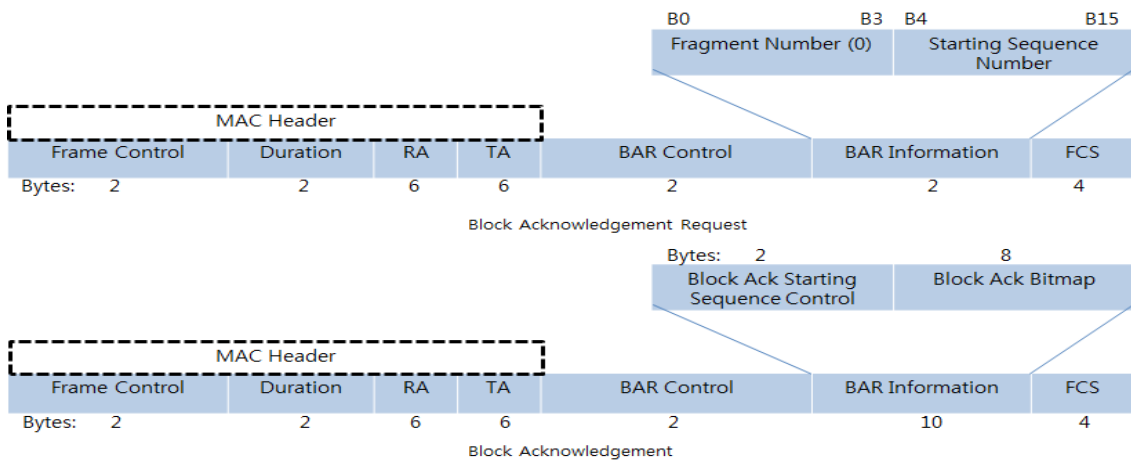 B0 B3 B4 B15
Fragment Number (0) Starting Sequence Number
MAC Header
Frame Control Duration RA TA BAR Control BAR Information FCS
Bytes: 2 2 6 6 2 2 4
Block Acknowledgement Request
Bytes: 2 8
Block Ack Starting Sequence Control Block Ack Bitmap
MAC Header
Frame Control Duration RA TA BAR Control BAR Information FCS
Bytes: 2 2 6 6 2 10 4
Block Acknowledgement